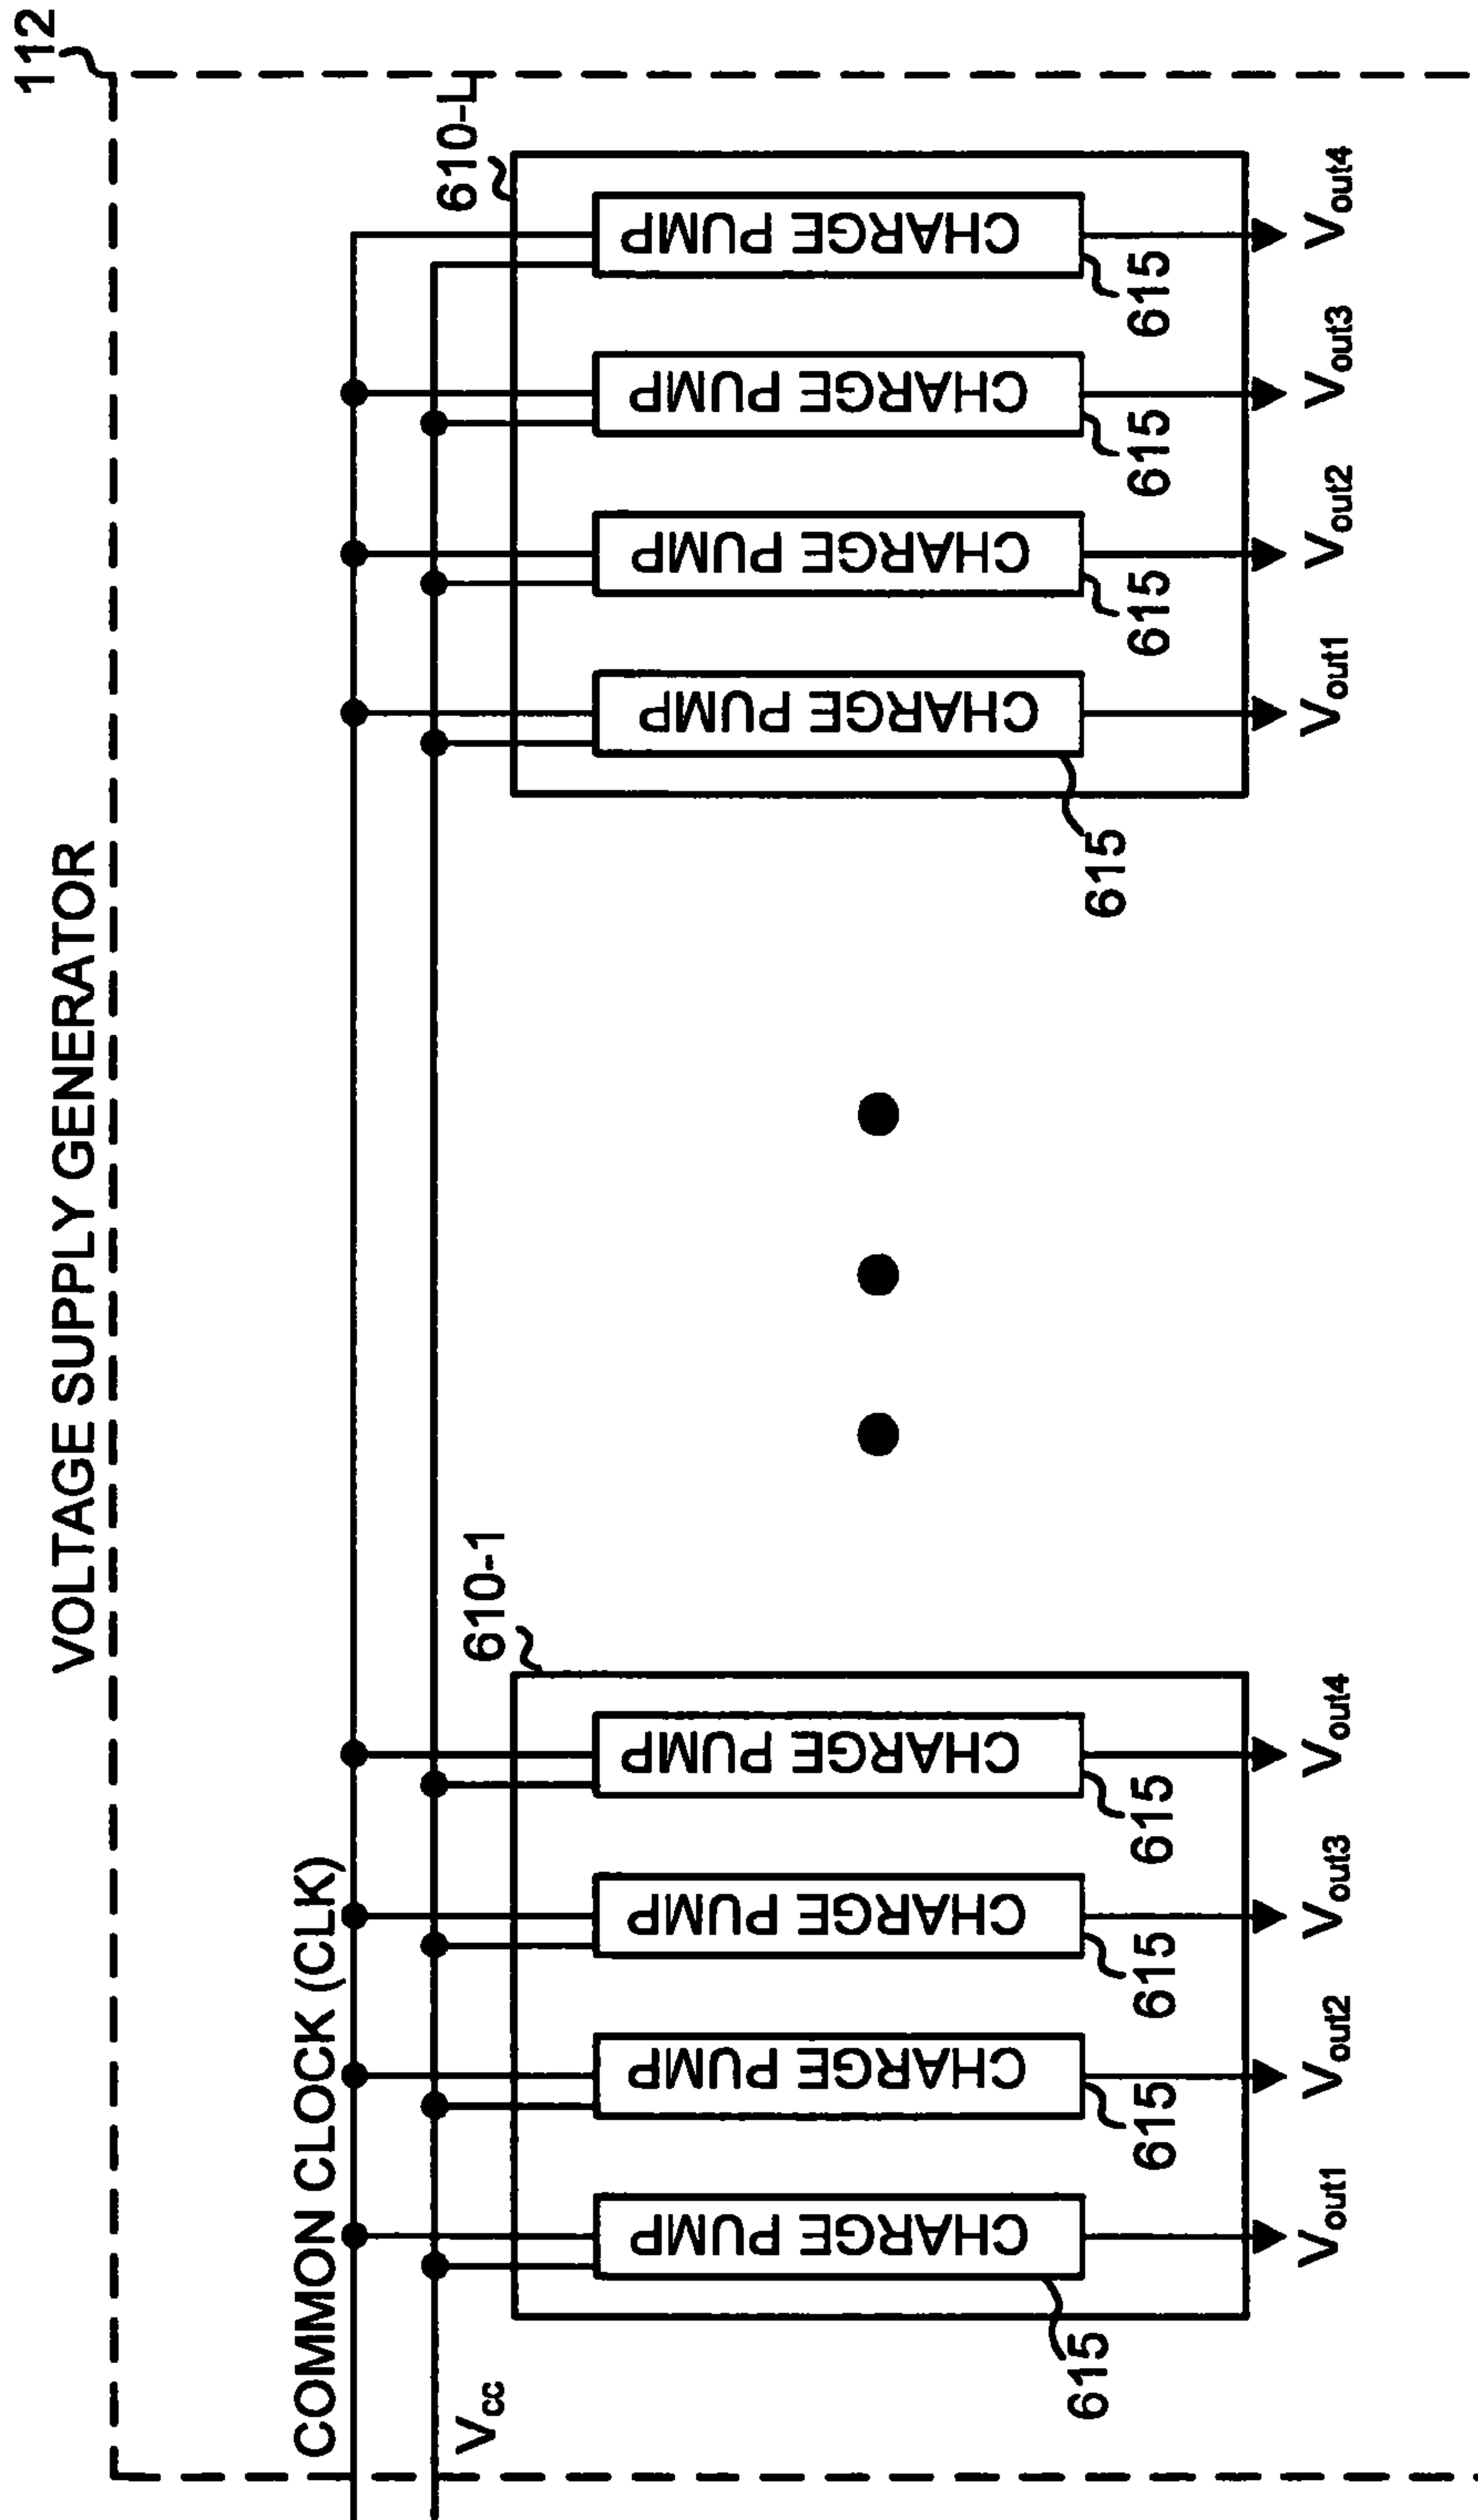 112
VOLTAGE SUPPLY GENERATOR
COMMON CLOCK (CLK)
Vcc
610-1
610-L
CHARGE PUMP
CHARGE PUMP
CHARGE PUMP
CHARGE PUMP
CHARGE PUMP
CHARGE PUMP
CHARGE PUMP
CHARGE PUMP
615
615
615
615
615
615
615
615
Vout1
Vout2
Vout3
Vout4
Vout1
Vout2
Vout3
Vout4